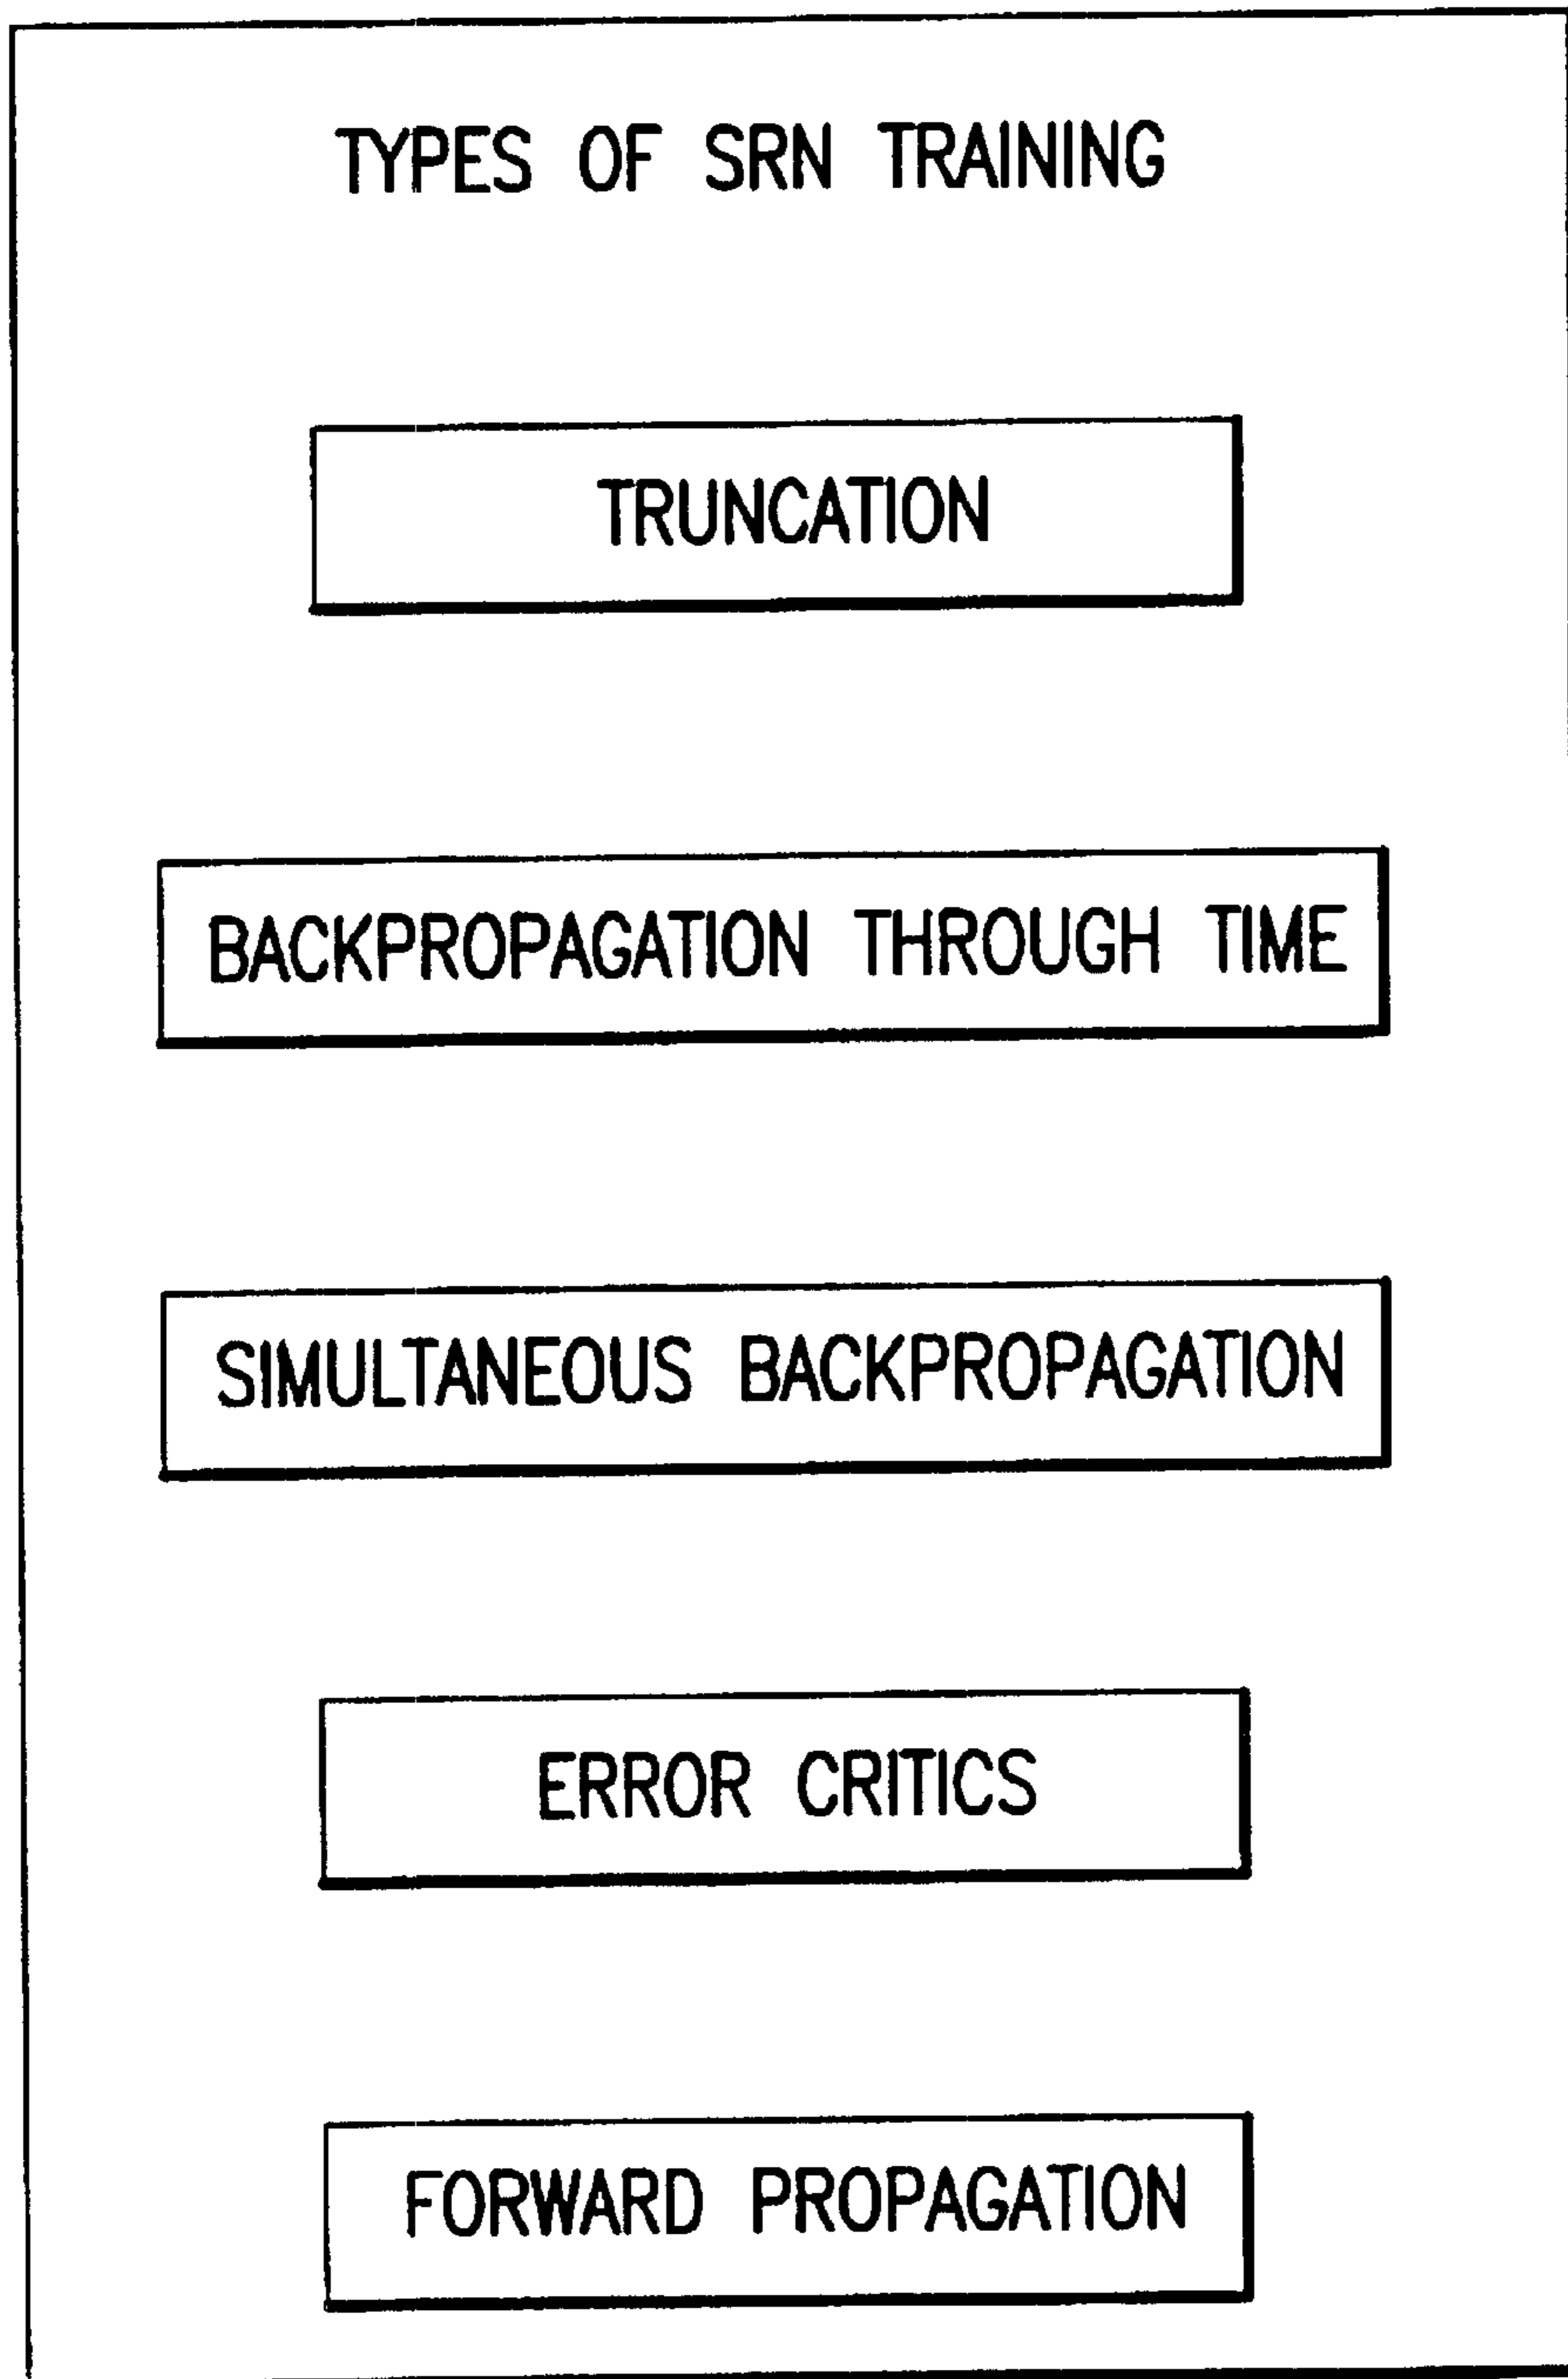 TYPES OF SRN TRAINING
TRUNCATION
BACKPROPAGATION THROUGH TIME
SIMULTANEOUS BACKPROPAGATION
ERROR CRITICS
FORWARD PROPAGATION